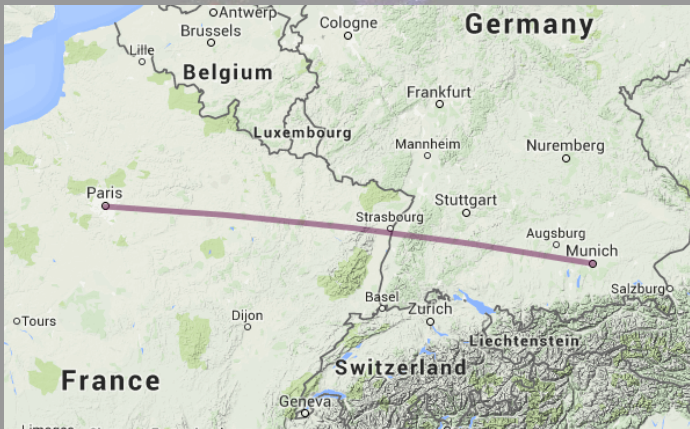 Antwerp
Cologne
Germany
Brussels
Lille
Belgium
Frankfurt
Luxembourg
Mannheim
Nuremberg
Paris
Stuttgart
Strasbourg
Augsburg
Munich
Salzburg
Basel
Zurich
Dijon
Tours
Liechtenstein
Switzerland
France
Geneva